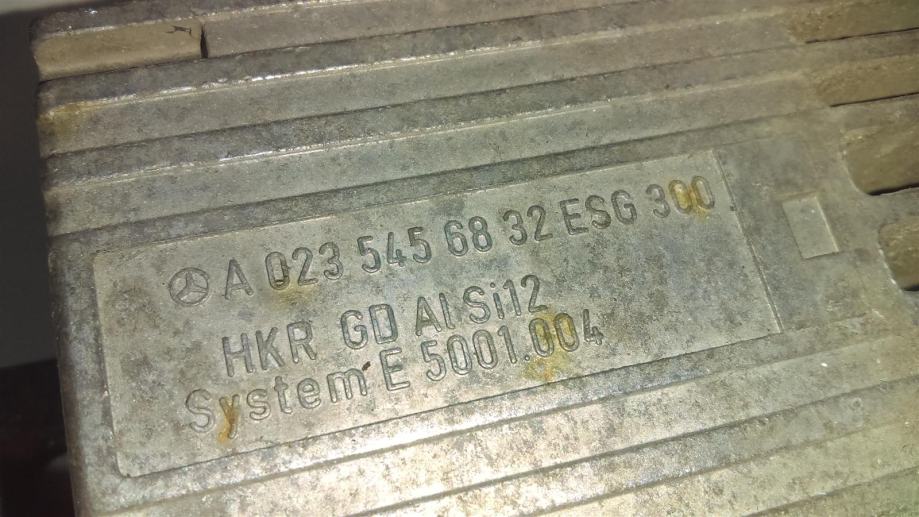 A 023 545 68 32 ESG 300
HKR GD Al Si12
System E 5001.004